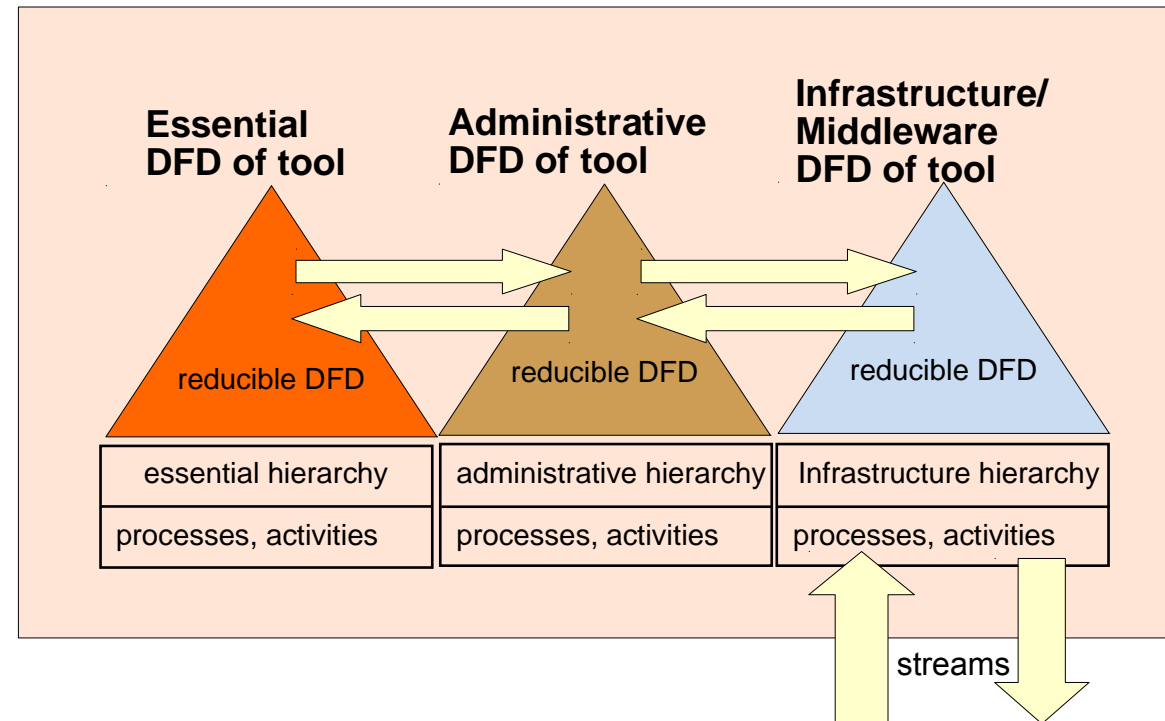 Essential
DFD of tool
Administrative
DFD of tool
Infrastructure/
Middleware
DFD of tool
reducible DFD
reducible DFD
reducible DFD
essential hierarchy
administrative hierarchy
Infrastructure hierarchy
processes, activities
processes, activities
processes, activities
streams